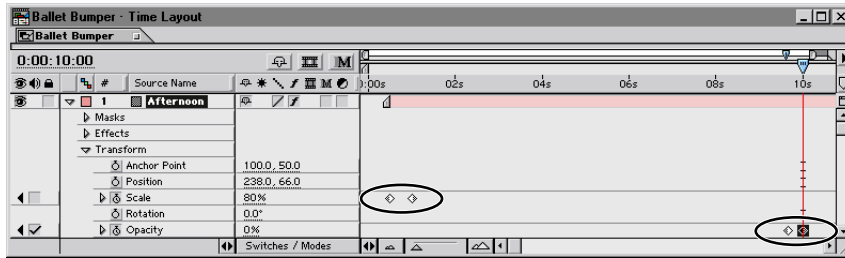 Ballet Bumper · Time Layout
Ballet Bumper
0:00:10:00
M
# Source Name M
:00s 02s 04s 06s 08s 10s
1 Afternoon
Masks
Effects
Transform
Anchor Point 100.0, 50.0
Position 238.0, 66.0
Scale 80%
Rotation 0.0°
Opacity 0%
Switches / Modes